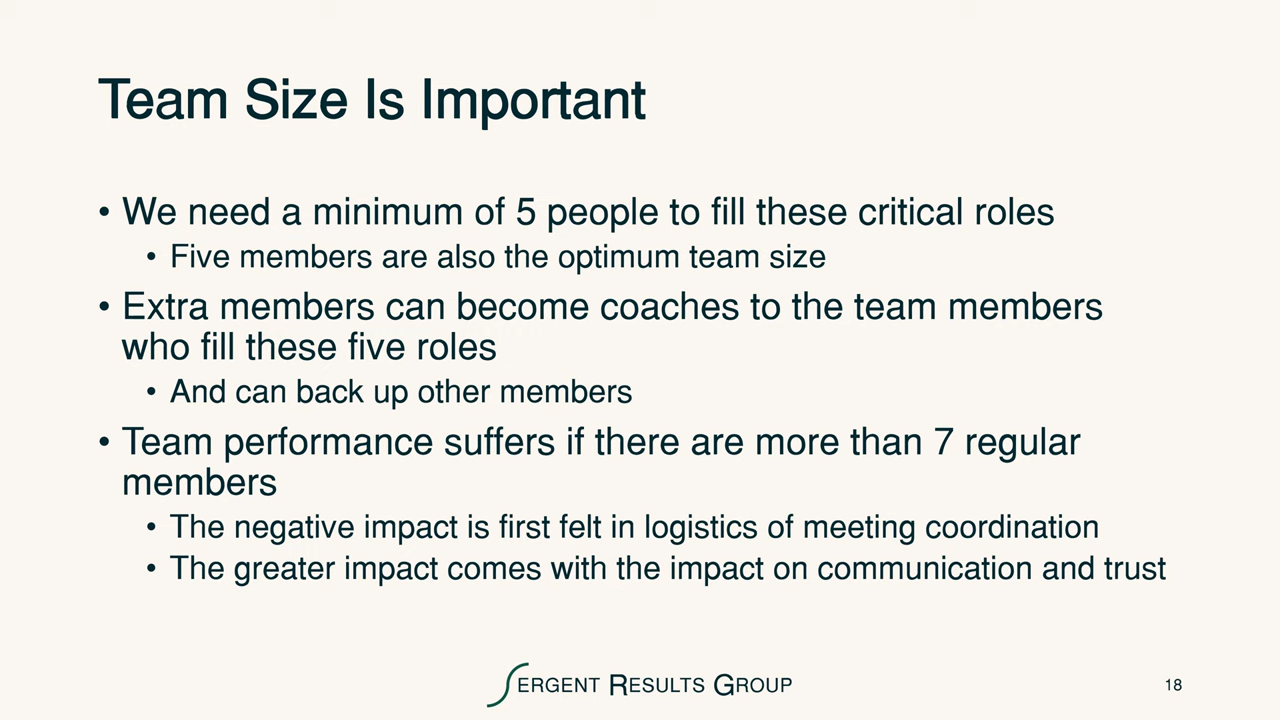 Team Size Is Important
• We need a minimum of 5 people to fill these critical roles
• Five members are also the optimum team size
• Extra members can become coaches to the team members
who fill these five roles
• And can back up other members
• Team performance suffers if there are more than 7 regular
members
• The negative impact is first felt in logistics of meeting coordination
• The greater impact comes with the impact on communication and trust
SERGENT RESULTS GROUP
18